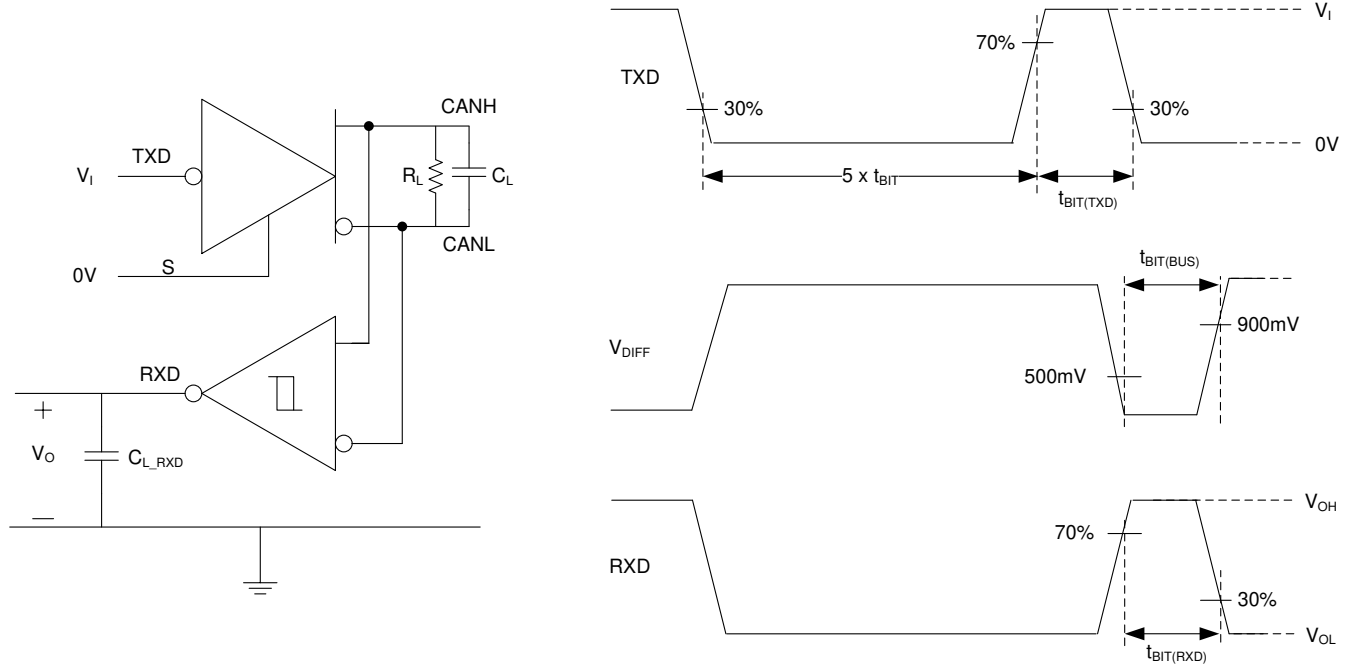 CANH
TXD
V_I
R_L
C_L
CANL
0V
S
RXD
+
V_O
C_L_RXD
—
V_I
70%
TXD
30%
30%
0V
5 x t_BIT
t_BIT(TXD)
t_BIT(BUS)
900mV
V_DIFF
500mV
V_OH
70%
RXD
30%
V_OL
t_BIT(RXD)